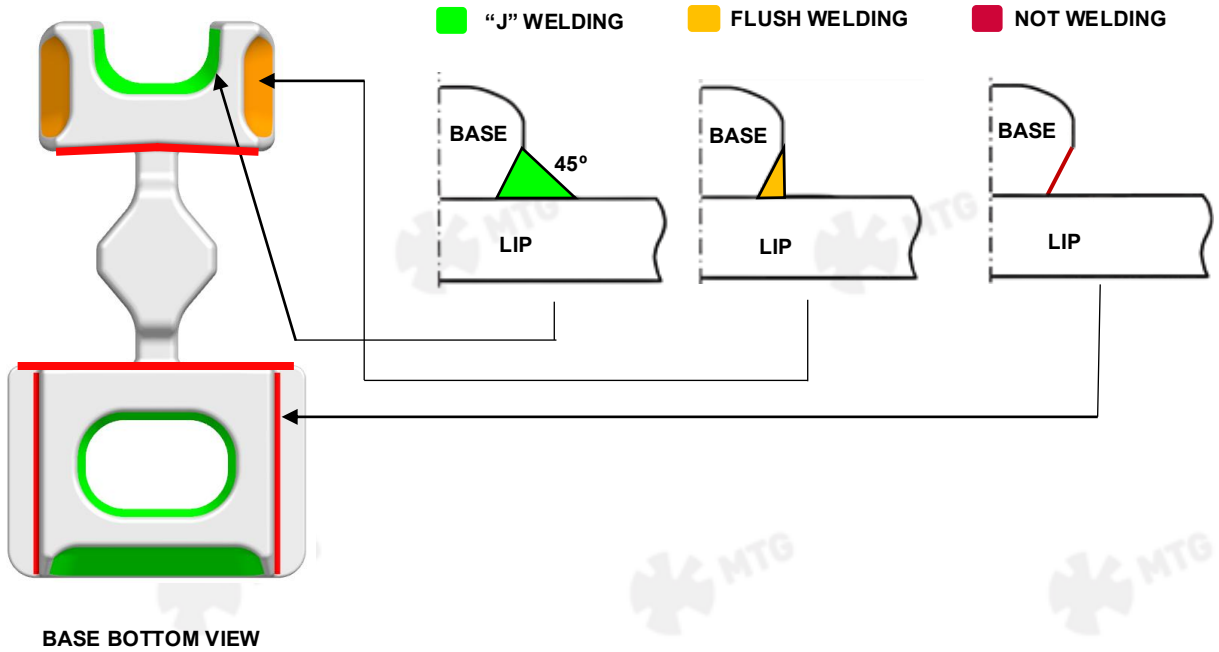 “J” WELDING
FLUSH WELDING
NOT WELDING
BASE
45º
LIP
BASE
LIP
BASE
LIP
MTG
MTG
MTG
MTG
MTG
BASE BOTTOM VIEW